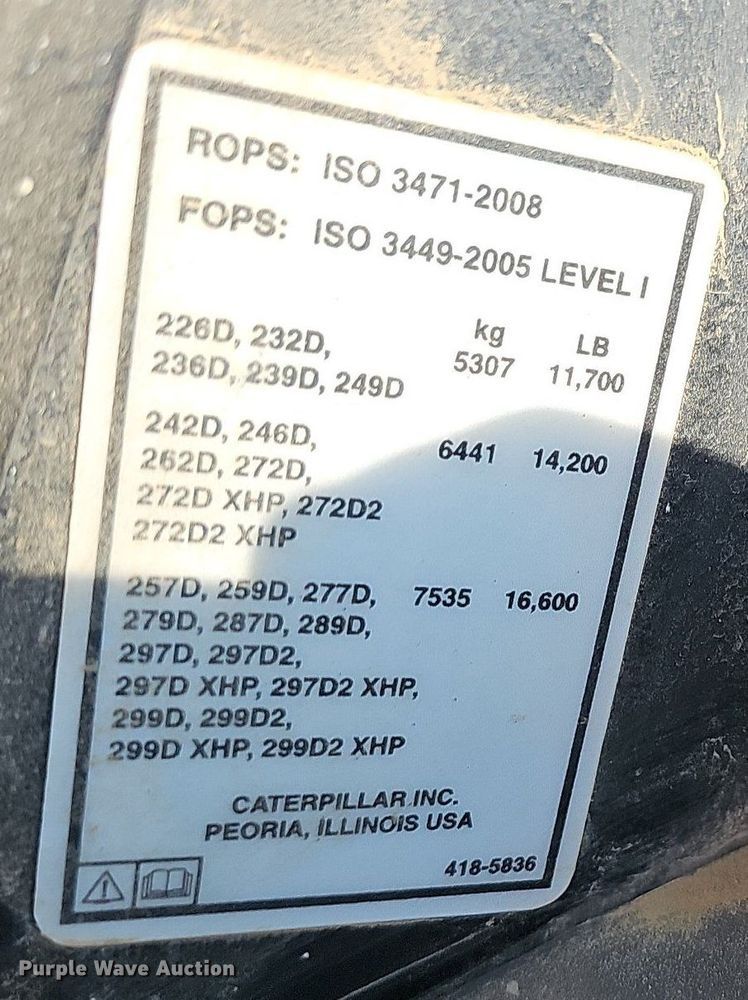 ROPS: ISO 3471-2008
FOPS: ISO 3449-2005 LEVEL I
kg LB
226D, 232D, 5307 11,700
236D, 239D, 249D
242D, 246D, 6441 14,200
262D, 272D,
272D XHP, 272D2
272D2 XHP
257D, 259D, 277D, 7535 16,600
279D, 287D, 289D,
297D, 297D2,
297D XHP, 297D2 XHP,
299D, 299D2,
299D XHP, 299D2 XHP
CATERPILLAR INC.
PEORIA, ILLINOIS USA
418-5836
Purple Wave Auction